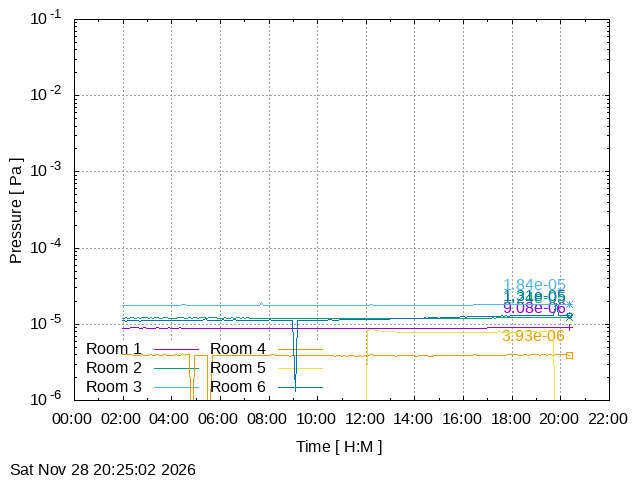 10^-1
10^-2
10^-3
10^-4
10^-5
10^-6
Pressure [ Pa ]
1.84e-05
1.31e-05
9.08e-06
3.93e-06
Room 1 Room 4
Room 2 Room 5
Room 3 Room 6
00:00 02:00 04:00 06:00 08:00 10:00 12:00 14:00 16:00 18:00 20:00 22:00
Time [ H:M ]
Sat Nov 28 20:25:02 2026